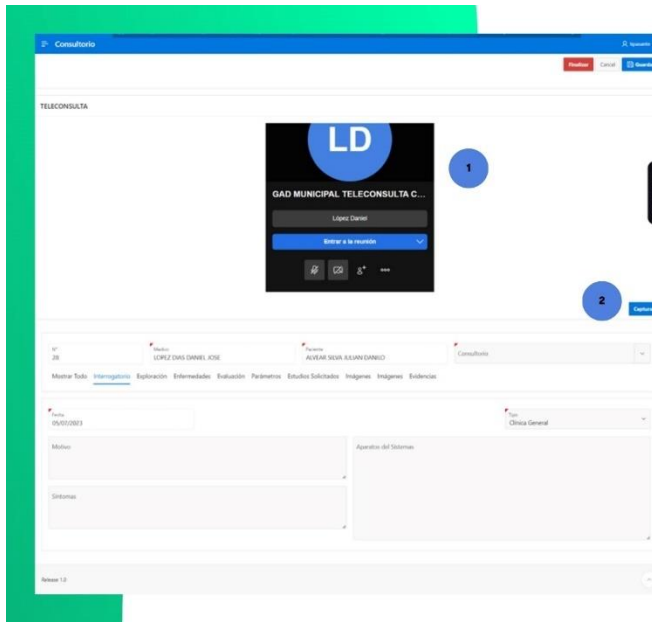 Consultorio
Finalizar Cancel
TELECONSULTA
LD
1
GAD MUNICIPAL TELECONSULTA C...
López Daniel
Entrar a la reunión
2
N°
28
Medico
LOPEZ DIAS DANIEL JOSE
Paciente
ALVEAR SILVA JULIAN DANILO
Consultorio
Mostrar Todo Interrogatorio Exploración Enfermedades Evaluación Parámetros Estudios Solicitados Imágenes Imágenes Evidencias
Fecha
05/07/2023
Tipo
Clínica General
Motivo
Aparatos del Sistemas
Sintomas
Release 1.0